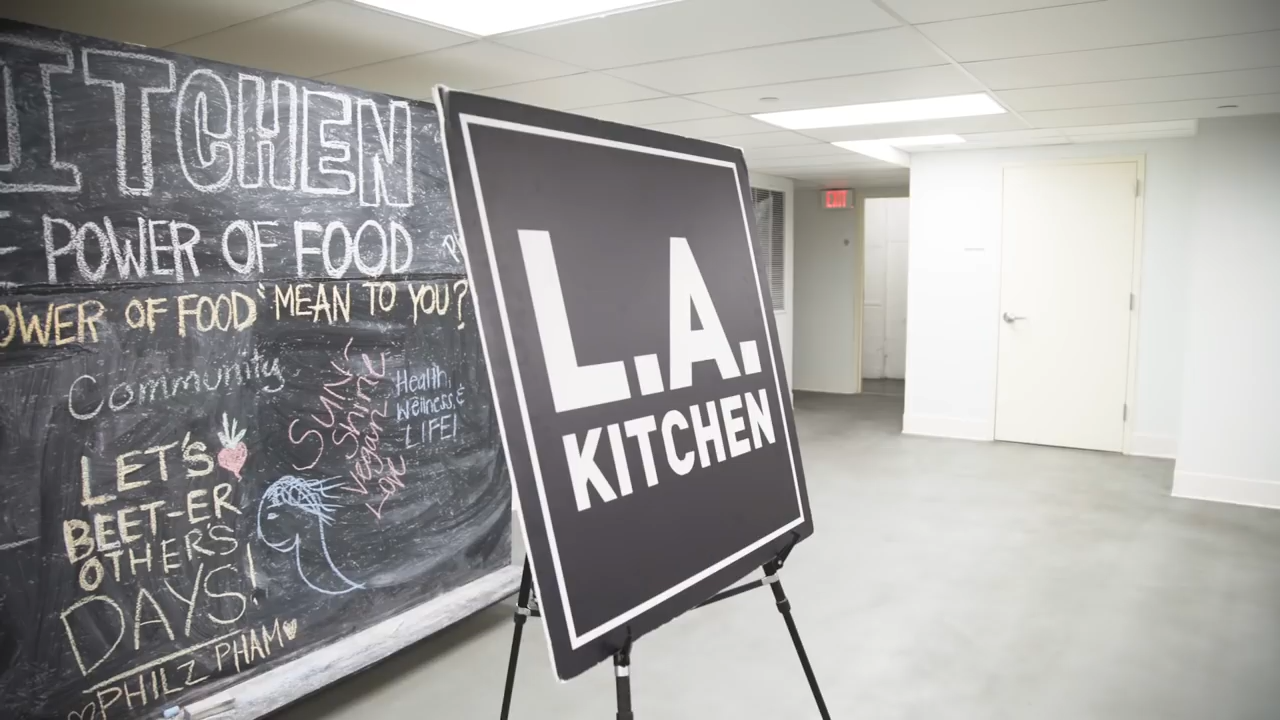 ITCHEN
POWER OF FOOD
OWER OF FOOD" MEAN TO YOU?
Community
SUN
Shine
Vegan
Love
Health,
Wellness, &
LIFE!
LET'S
BEET-ER
OTHER'S
DAYS!
PHILZ PHAM
L.A.
KITCHEN
EXIT